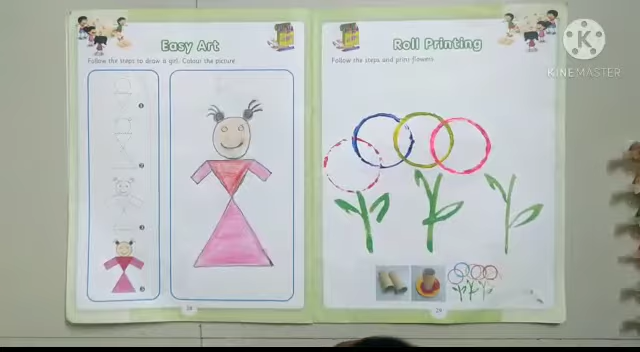 Easy Art
Follow the steps to draw a girl. Colour the picture
Roll Printing
Follow the steps and print flowers
KINEMASTER